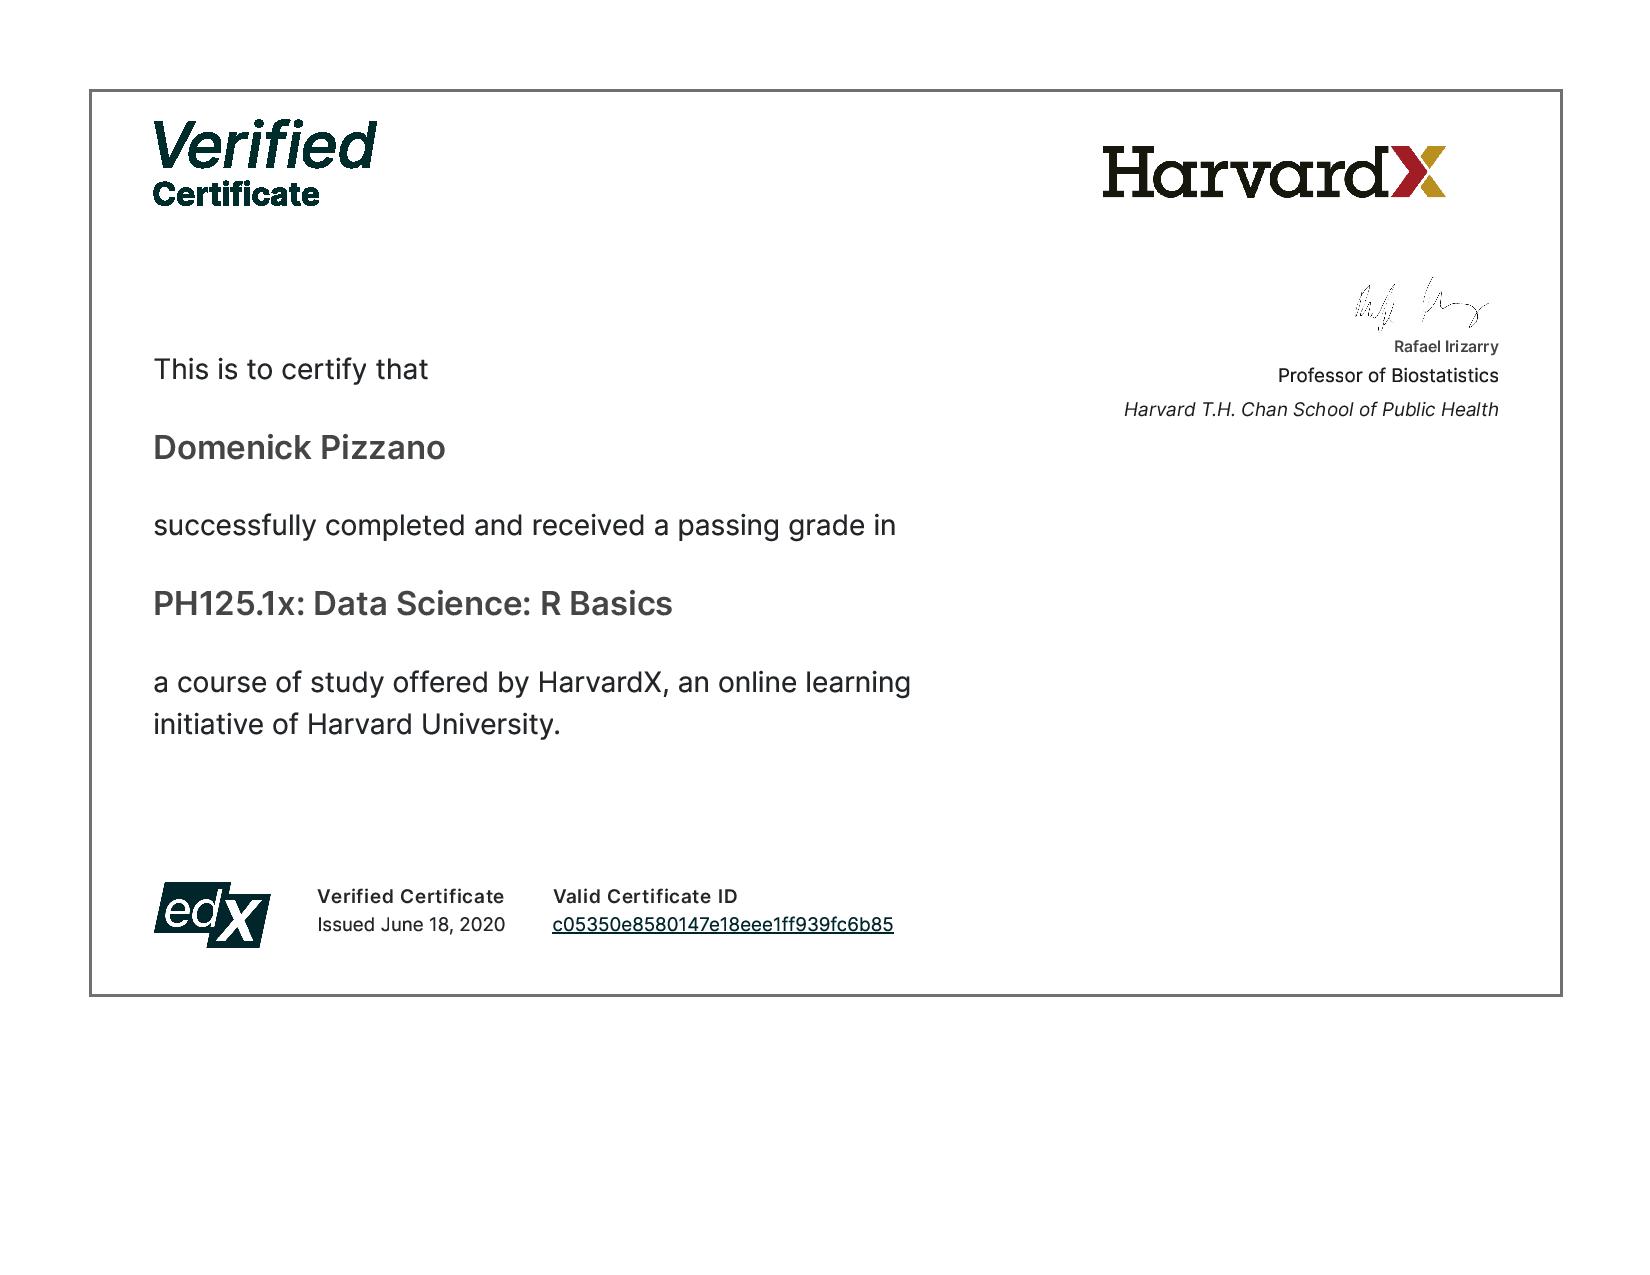 Verified
Certificate
HarvardX
Rafael Irizarry
Professor of Biostatistics
Harvard T.H. Chan School of Public Health
This is to certify that
Domenick Pizzano
successfully completed and received a passing grade in
PH125.1x: Data Science: R Basics
a course of study offered by HarvardX, an online learning
initiative of Harvard University.
edX
Verified Certificate
Issued June 18, 2020
Valid Certificate ID
c05350e8580147e18eee1ff939fc6b85